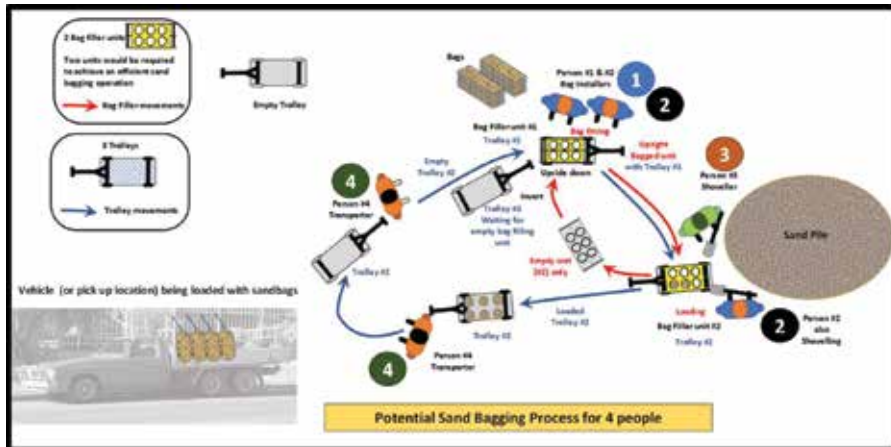 2 Bag filler units
Two units would be required
to achieve an efficient sand
bagging operation
Bag Filler movements
Empty Trolley
3 Trolleys
Trolley movements
Vehicle (or pick up location) being loaded with sandbags
Bags
Person #1 & #2
Bag Installers
1
2
Bag Filler unit #1
Trolley #1
Bag fitting
Upside down
Upright
Bagged unit
with Trolley #1
3
Person #3
Shoveller
Sand Pile
Empty
Trolley #2
4
Person #4
Transporter
Invert
Trolley #3
Waiting for
empty bag filling
unit
Empty unit
(#2) only
Loading
Bag Filler unit #2
Trolley #2
2
Person #2
also
Shovelling
Loaded
Trolley #2
Trolley #2
Person #4
Transporter
4
Potential Sand Bagging Process for 4 people